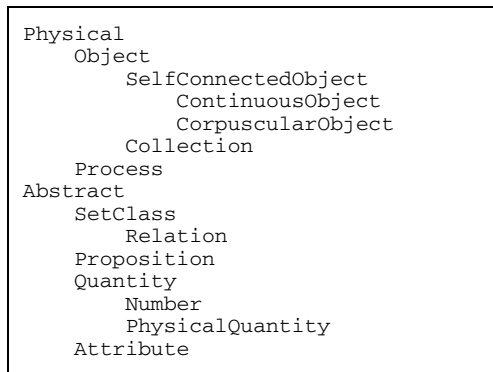 Physical
    Object
        SelfConnectedObject
            ContinuousObject
            CorpuscularObject
        Collection
    Process
Abstract
    SetClass
        Relation
    Proposition
    Quantity
        Number
        PhysicalQuantity
    Attribute